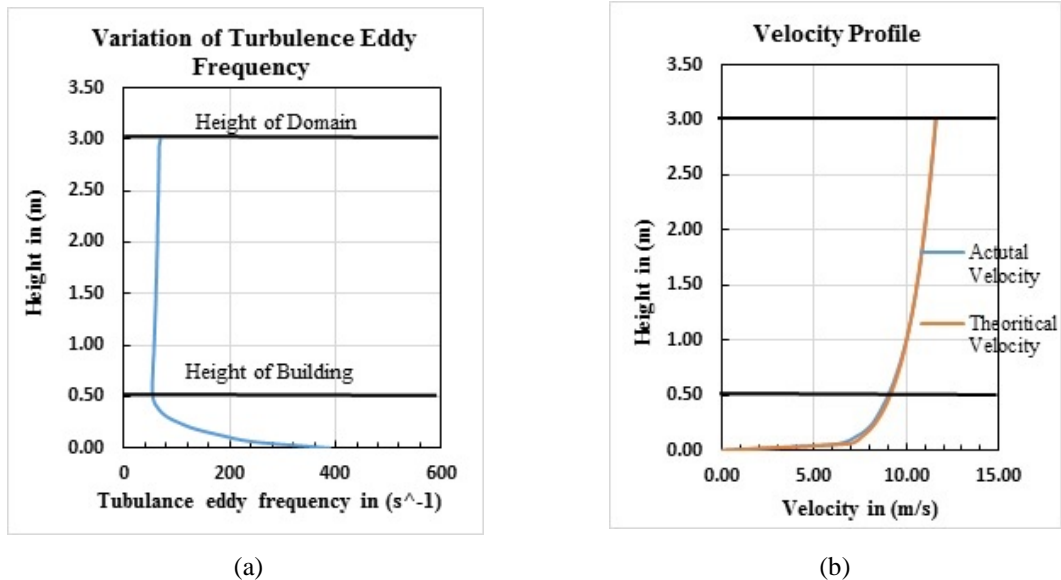 Variation of Turbulence Eddy
Frequency
3.50
3.00
2.50
2.00
1.50
1.00
0.50
0.00
Height in (m)
Height of Domain
Height of Building
0
200
400
600
Tubulance eddy frequency in (s^-1)
(a)
Velocity Profile
3.50
3.00
2.50
2.00
1.50
1.00
0.50
0.00
Height in (m)
Actutal
Velocity
Theoritical
Velocity
0.00
5.00
10.00
15.00
Velocity in (m/s)
(b)